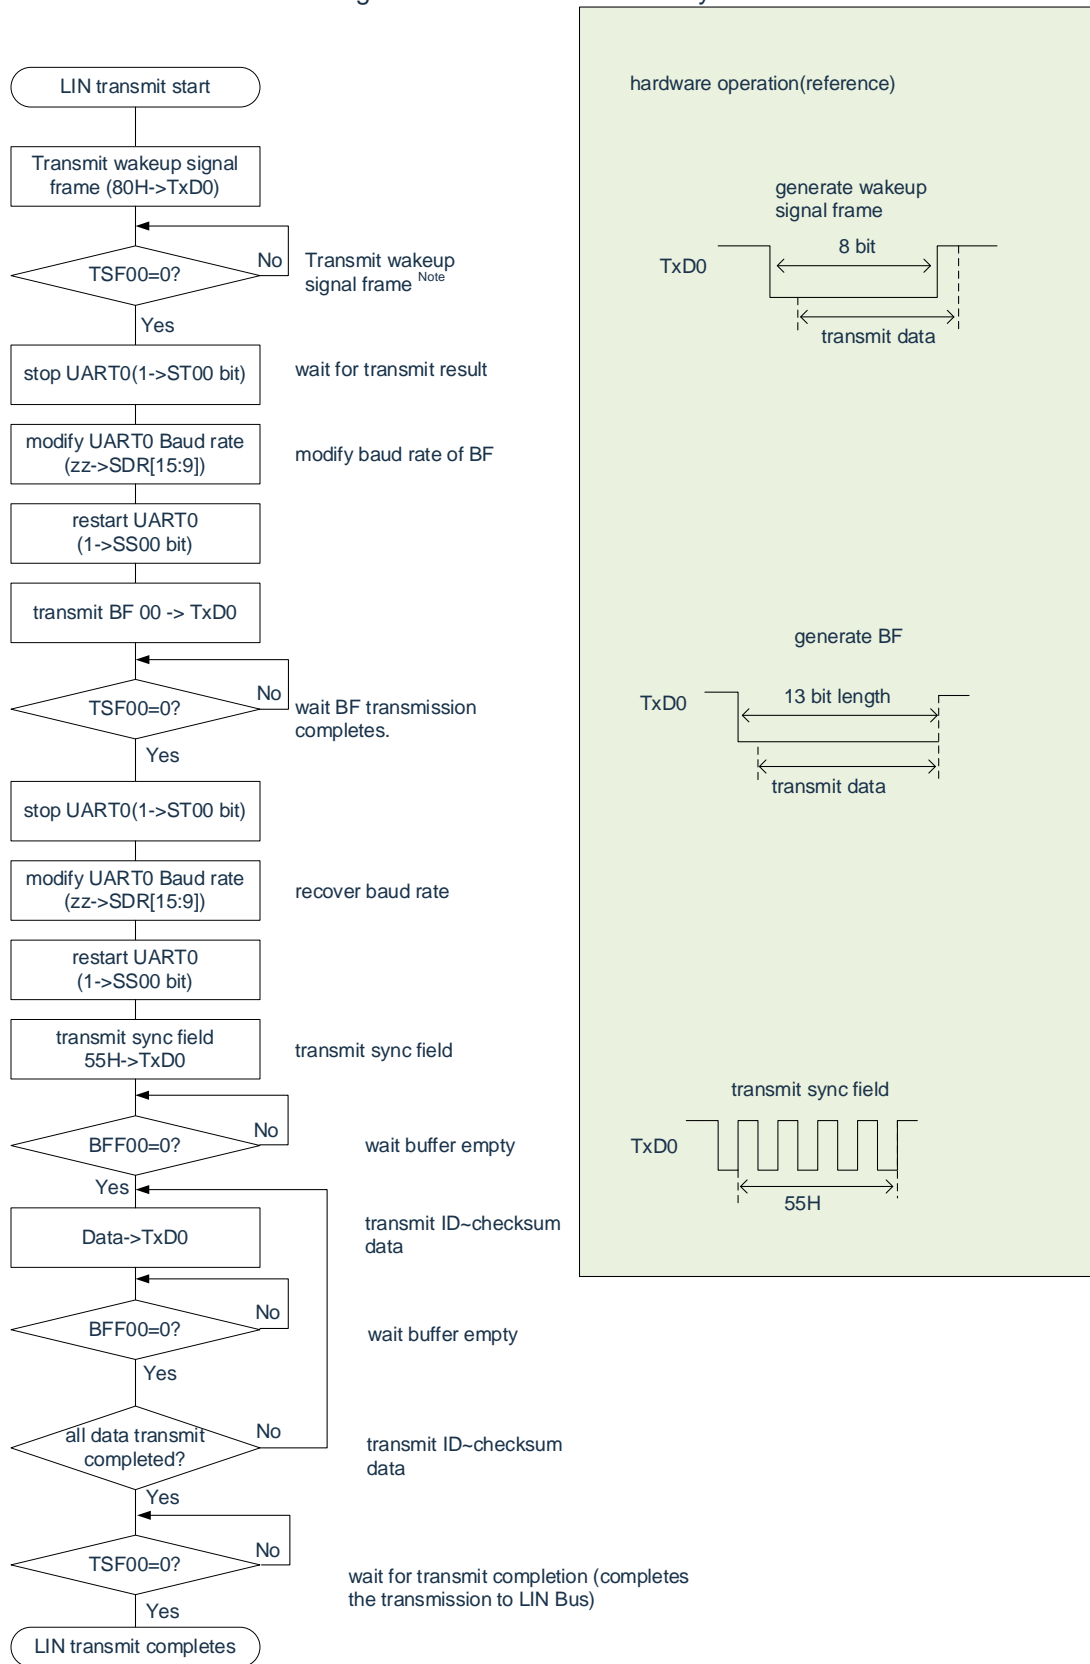 LIN transmit start
Transmit wakeup signal
frame (80H->TxD0)
TSF00=0?
No
Yes
Transmit wakeup
signal frame Note
stop UART0(1->ST00 bit)
wait for transmit result
modify UART0 Baud rate
(zz->SDR[15:9])
modify baud rate of BF
restart UART0
(1->SS00 bit)
transmit BF 00 -> TxD0
TSF00=0?
No
Yes
wait BF transmission
completes.
stop UART0(1->ST00 bit)
modify UART0 Baud rate
(zz->SDR[15:9])
recover baud rate
restart UART0
(1->SS00 bit)
transmit sync field
55H->TxD0
transmit sync field
BFF00=0?
No
Yes
wait buffer empty
Data->TxD0
transmit ID~checksum
data
BFF00=0?
No
Yes
wait buffer empty
all data transmit
completed?
No
Yes
transmit ID~checksum
data
TSF00=0?
No
Yes
wait for transmit completion (completes
the transmission to LIN Bus)
LIN transmit completes
hardware operation(reference)
generate wakeup
signal frame
TxD0
8 bit
transmit data
generate BF
TxD0
13 bit length
transmit data
transmit sync field
TxD0
55H